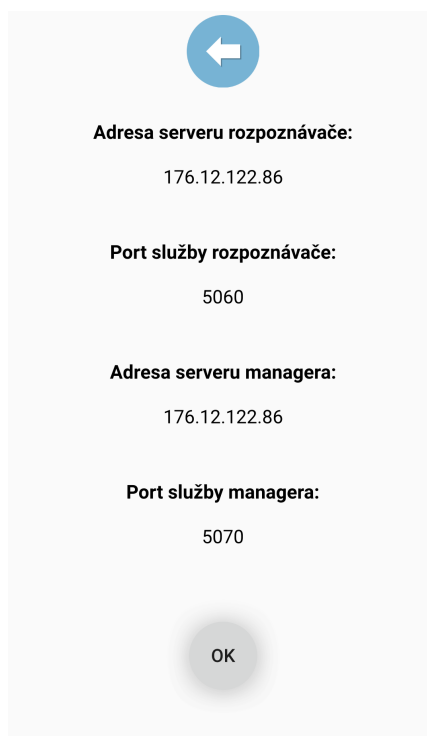 Adresa serveru rozpoznávače:
176.12.122.86
Port služby rozpoznávače:
5060
Adresa serveru managera:
176.12.122.86
Port služby managera:
5070
OK